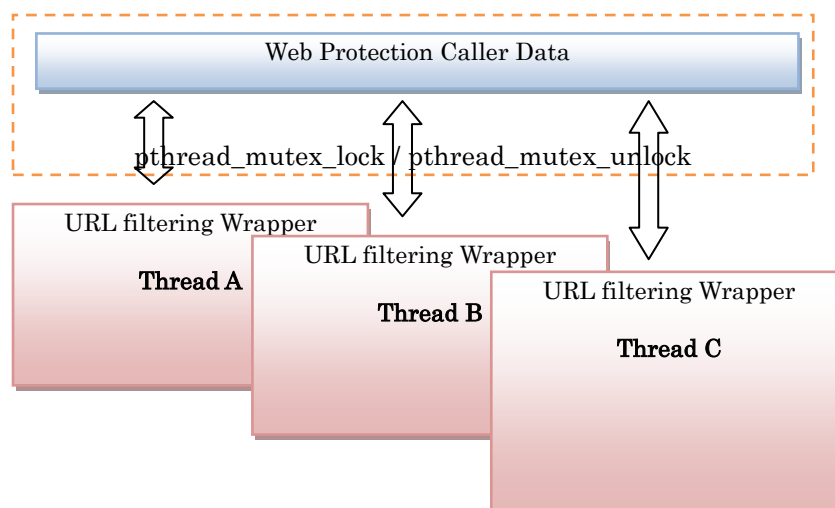 Web Protection Caller Data
pthread_mutex_lock / pthread_mutex_unlock
URL filtering Wrapper
Thread A
URL filtering Wrapper
Thread B
URL filtering Wrapper
Thread C